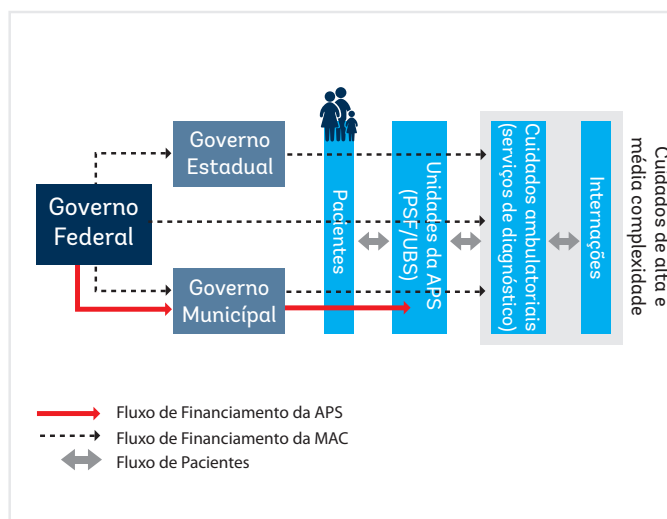 Governo
Estadual
Governo
Federal
Governo
Municípal
Pacientes
Unidades da APS
(PSF/UBS)
Cuidados ambulatoriais
(serviços de diagnóstico)
Internações
Cuidados de alta e
média complexidade
Fluxo de Financiamento da APS
Fluxo de Financiamento da MAC
Fluxo de Pacientes